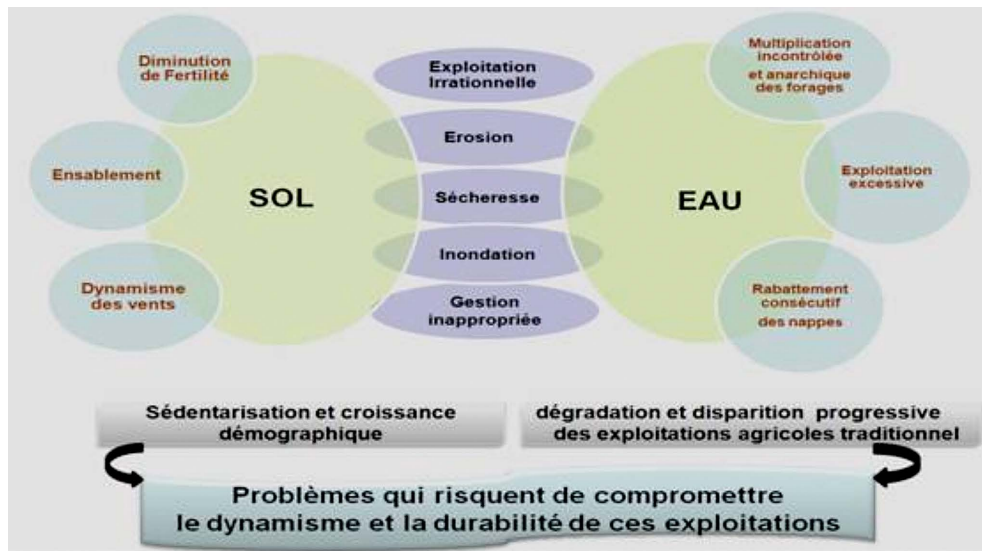 Diminution
de Fertilité
Ensablement
Dynamisme
des vents
SOL
Exploitation
Irrationnelle
Erosion
Sécheresse
Inondation
Gestion
inappropriée
EAU
Multiplication
incontrôlée
et anarchique
des forages
Exploitation
excessive
Rabattement
consécutif
des nappes
Sédentarisation et croissance
démographique
dégradation et disparition progressive
des exploitations agricoles traditionnel
Problèmes qui risquent de compromettre
le dynamisme et la durabilité de ces exploitations